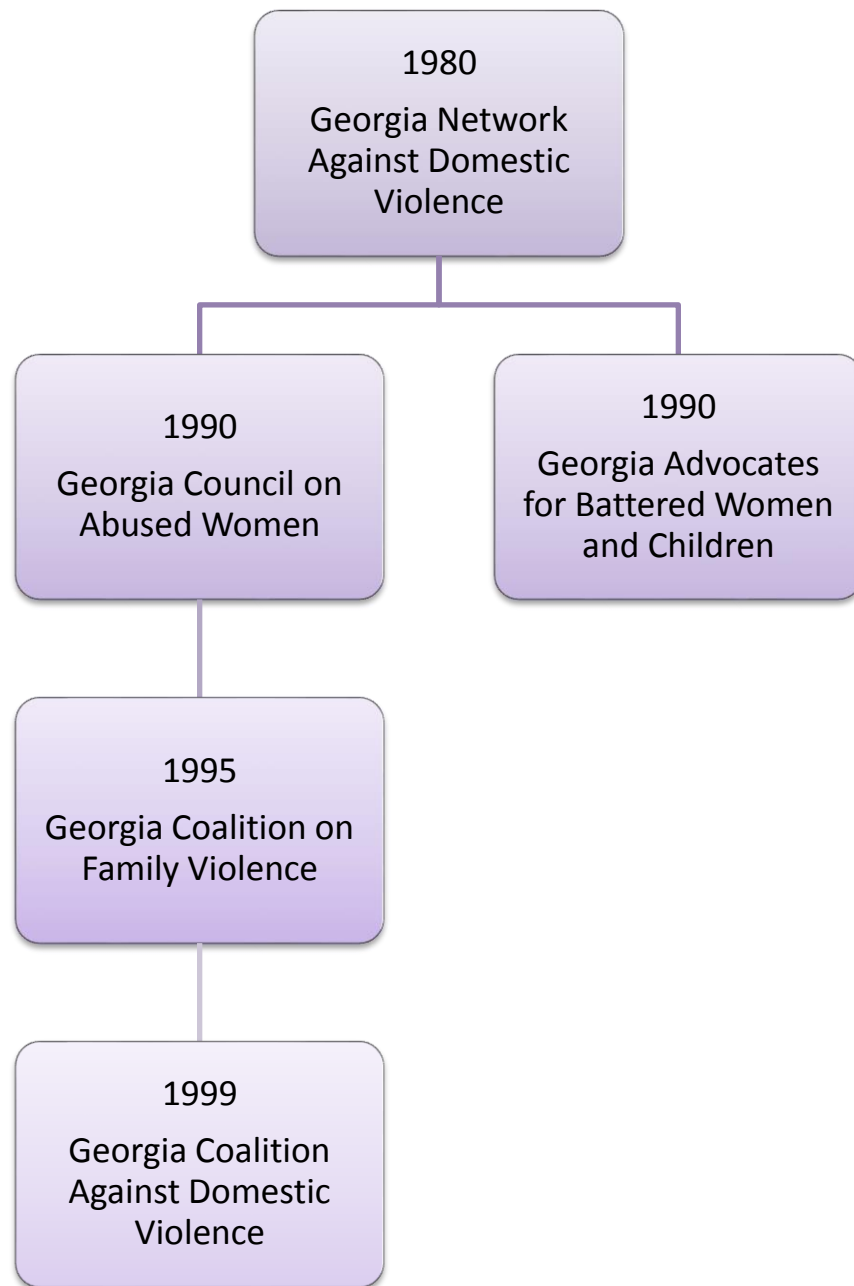 1980
Georgia Network
Against Domestic
Violence
1990
Georgia Council on
Abused Women
1990
Georgia Advocates
for Battered Women
and Children
1995
Georgia Coalition on
Family Violence
1999
Georgia Coalition
Against Domestic
Violence